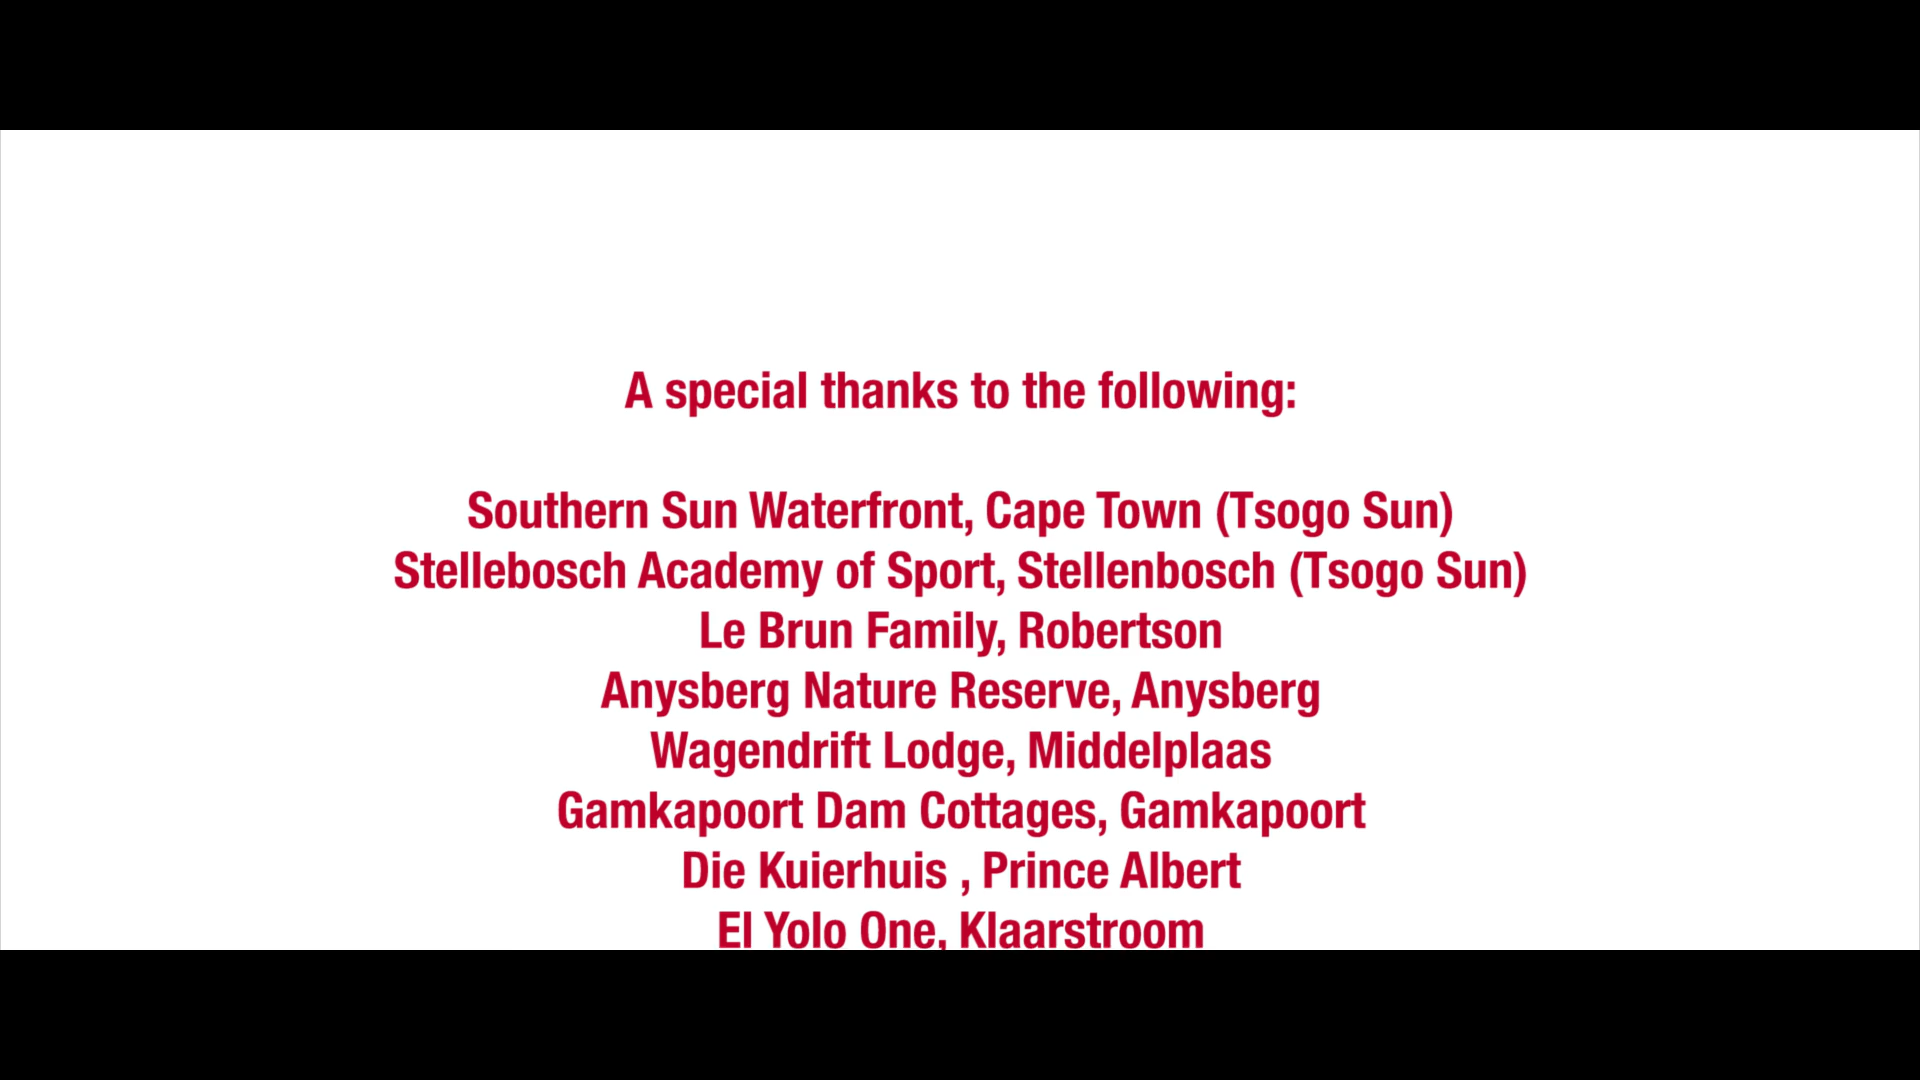 A special thanks to the following:
Southern Sun Waterfront, Cape Town (Tsogo Sun)
Stellebosch Academy of Sport, Stellenbosch (Tsogo Sun)
Le Brun Family, Robertson
Anysberg Nature Reserve, Anysberg
Wagendrift Lodge, Middelplaas
Gamkapoort Dam Cottages, Gamkapoort
Die Kuierhuis , Prince Albert
El Yolo One, Klaarstroom